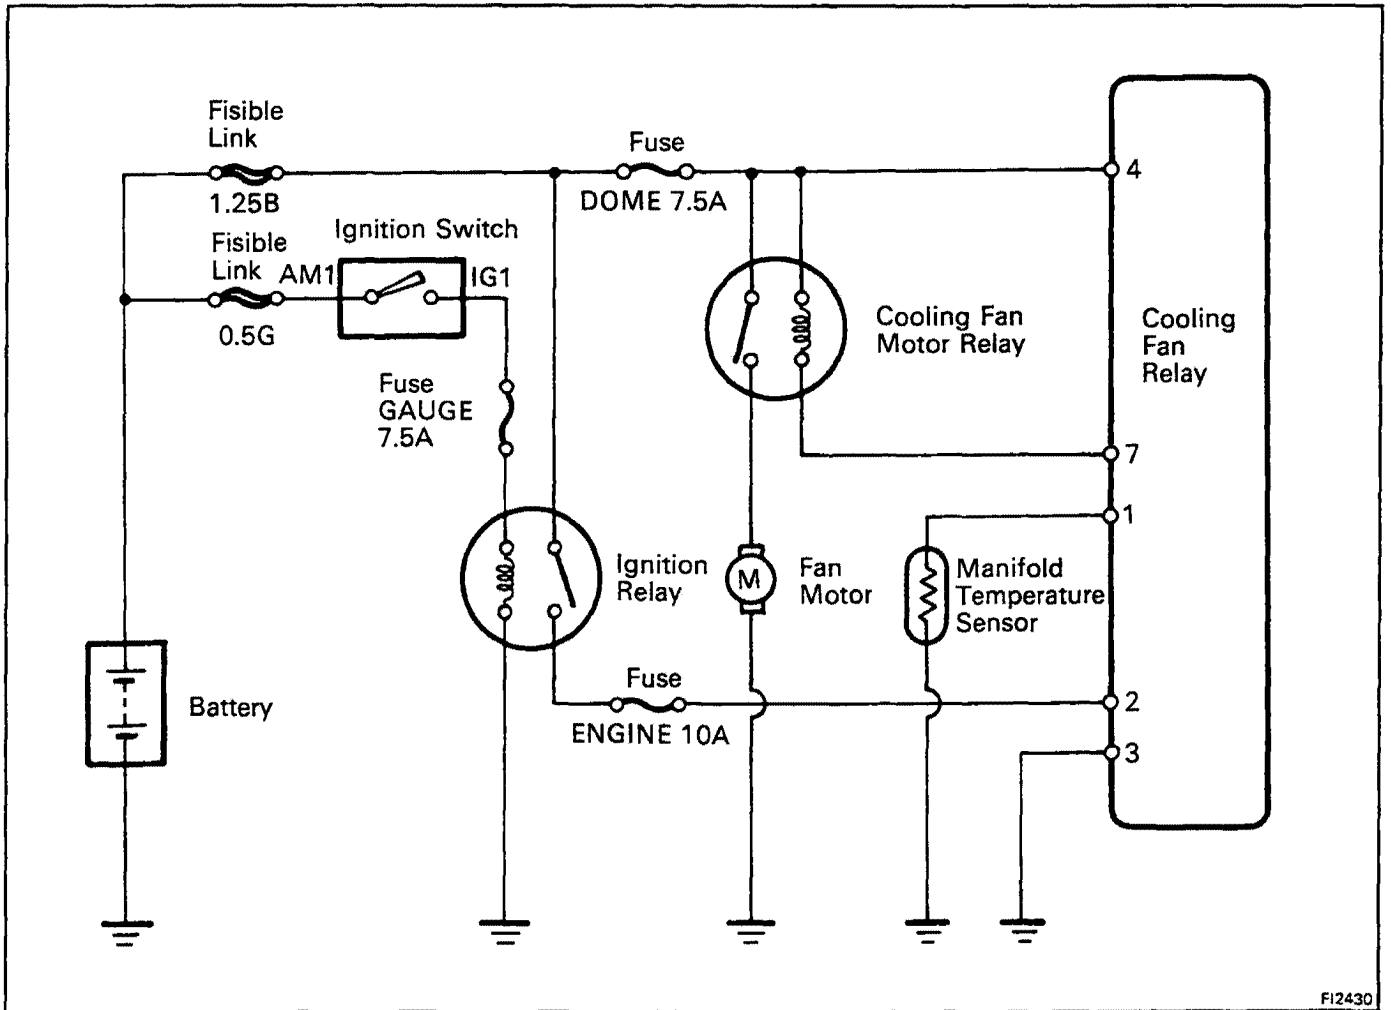 Fisible
Link
1.25B
Fuse
DOME 7.5A
4
Fisible
Link
AM1
0.5G
Ignition Switch
IG1
Fuse
GAUGE
7.5A
Cooling Fan
Motor Relay
Cooling
Fan
Relay
7
1
Ignition
Relay
M
Fan
Motor
Manifold
Temperature
Sensor
Battery
Fuse
ENGINE 10A
2
3
FI2430